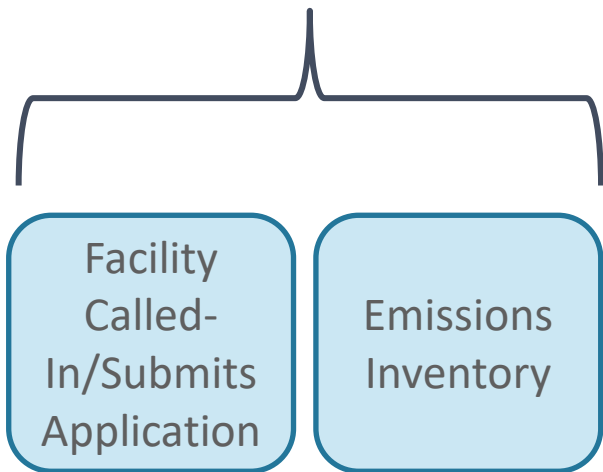 Facility
Called-
In/Submits
Application
Emissions
Inventory